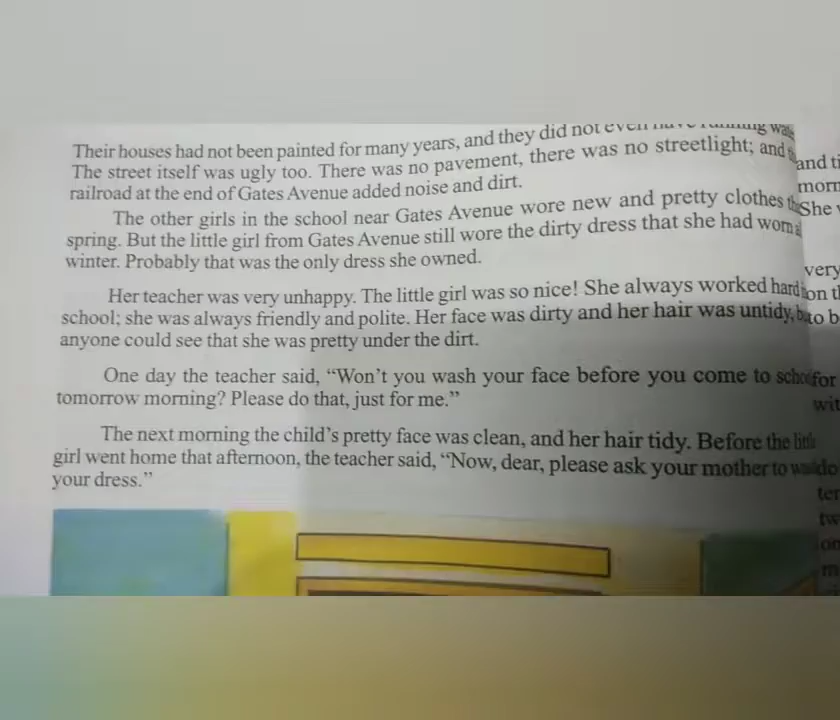 Their houses had not been painted for many years, and they did not even have running
The street itself was ugly too. There was no pavement, there was no streetlight; and
railroad at the end of Gates Avenue added noise and dirt.
The other girls in the school near Gates Avenue wore new and pretty clothes
spring. But the little girl from Gates Avenue still wore the dirty dress that she had worn
winter. Probably that was the only dress she owned.
Her teacher was very unhappy. The little girl was so nice! She always worked hard
school; she was always friendly and polite. Her face was dirty and her hair was untidy,
anyone could see that she was pretty under the dirt.
One day the teacher said, “Won’t you wash your face before you come to
tomorrow morning? Please do that, just for me.”
The next morning the child’s pretty face was clean, and her hair tidy. Before the
girl went home that afternoon, the teacher said, “Now, dear, please ask your mother to
your dress.”
and
She
very
for